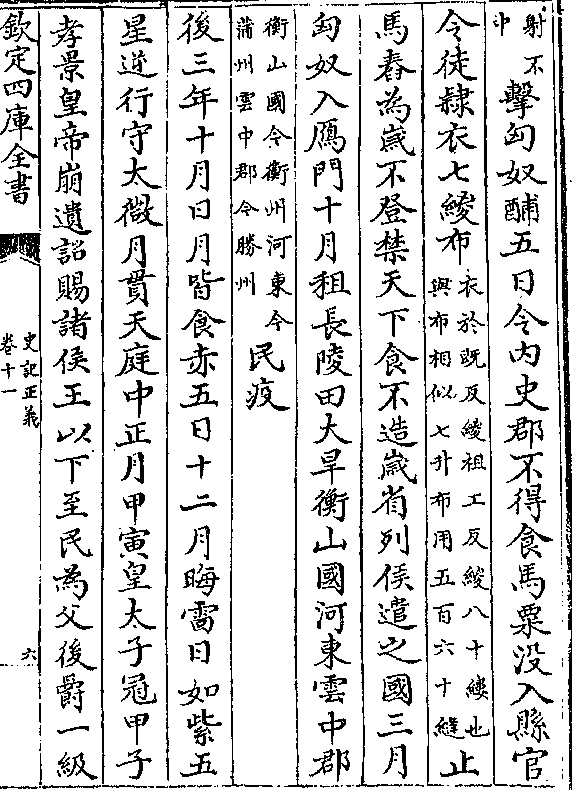 射不中擊匈奴酺五日令内史郡不得食馬粟没入縣官
令徒隸衣七緵布衣於既反緵祖工反緵八十縷也與布相似七升布用五百六十縫止
馬舂為歲不登禁天下食不造歲省列侯遣之國三月
匈奴入鴈門十月租長陵田大旱衡山國河東雲中郡
衡山國今衡州河東今蒲州雲中郡今勝州民疫
後三年十月日月皆食赤五日十二月晦雷日如紫五
星逆行守太微月貫天庭中正月甲寅皇太子冠甲子
孝景皇帝崩遺詔賜諸侯王以下至民為父後爵一級
欽定四庫全書
史記正義
卷十一
六